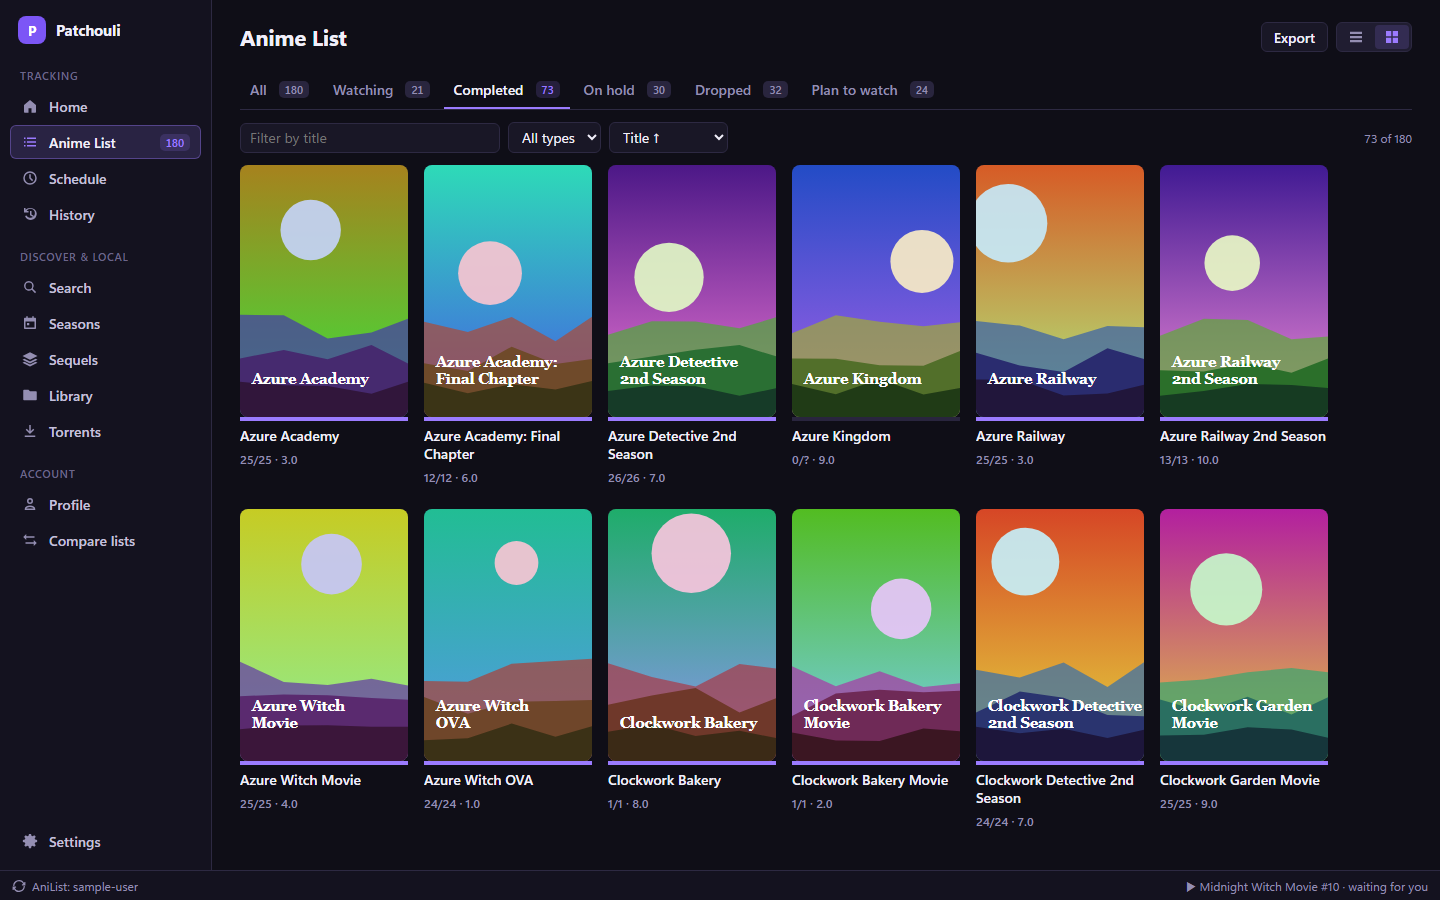 P Patchouli
TRACKING
Home
Anime List 180
Schedule
History
DISCOVER & LOCAL
Search
Seasons
Sequels
Library
Torrents
ACCOUNT
Profile
Compare lists
Settings
Anime List
Export
All 180 Watching 21 Completed 73 On hold 30 Dropped 32 Plan to watch 24
Filter by title All types Title ↑ 73 of 180
Azure Academy
Azure Academy
25/25 · 3.0
Azure Academy:
Final Chapter
Azure Academy: Final
Chapter
12/12 · 6.0
Azure Detective
2nd Season
Azure Detective 2nd
Season
26/26 · 7.0
Azure Kingdom
Azure Kingdom
0/? · 9.0
Azure Railway
Azure Railway
25/25 · 3.0
Azure Railway
2nd Season
Azure Railway 2nd Season
13/13 · 10.0
Azure Witch
Movie
Azure Witch Movie
25/25 · 4.0
Azure Witch
OVA
Azure Witch OVA
24/24 · 1.0
Clockwork Bakery
Clockwork Bakery
1/1 · 8.0
Clockwork Bakery
Movie
Clockwork Bakery Movie
1/1 · 2.0
Clockwork Detective
2nd Season
Clockwork Detective 2nd
Season
24/24 · 7.0
Clockwork Garden
Movie
Clockwork Garden Movie
25/25 · 9.0
AniList: sample-user
▶ Midnight Witch Movie #10 · waiting for you